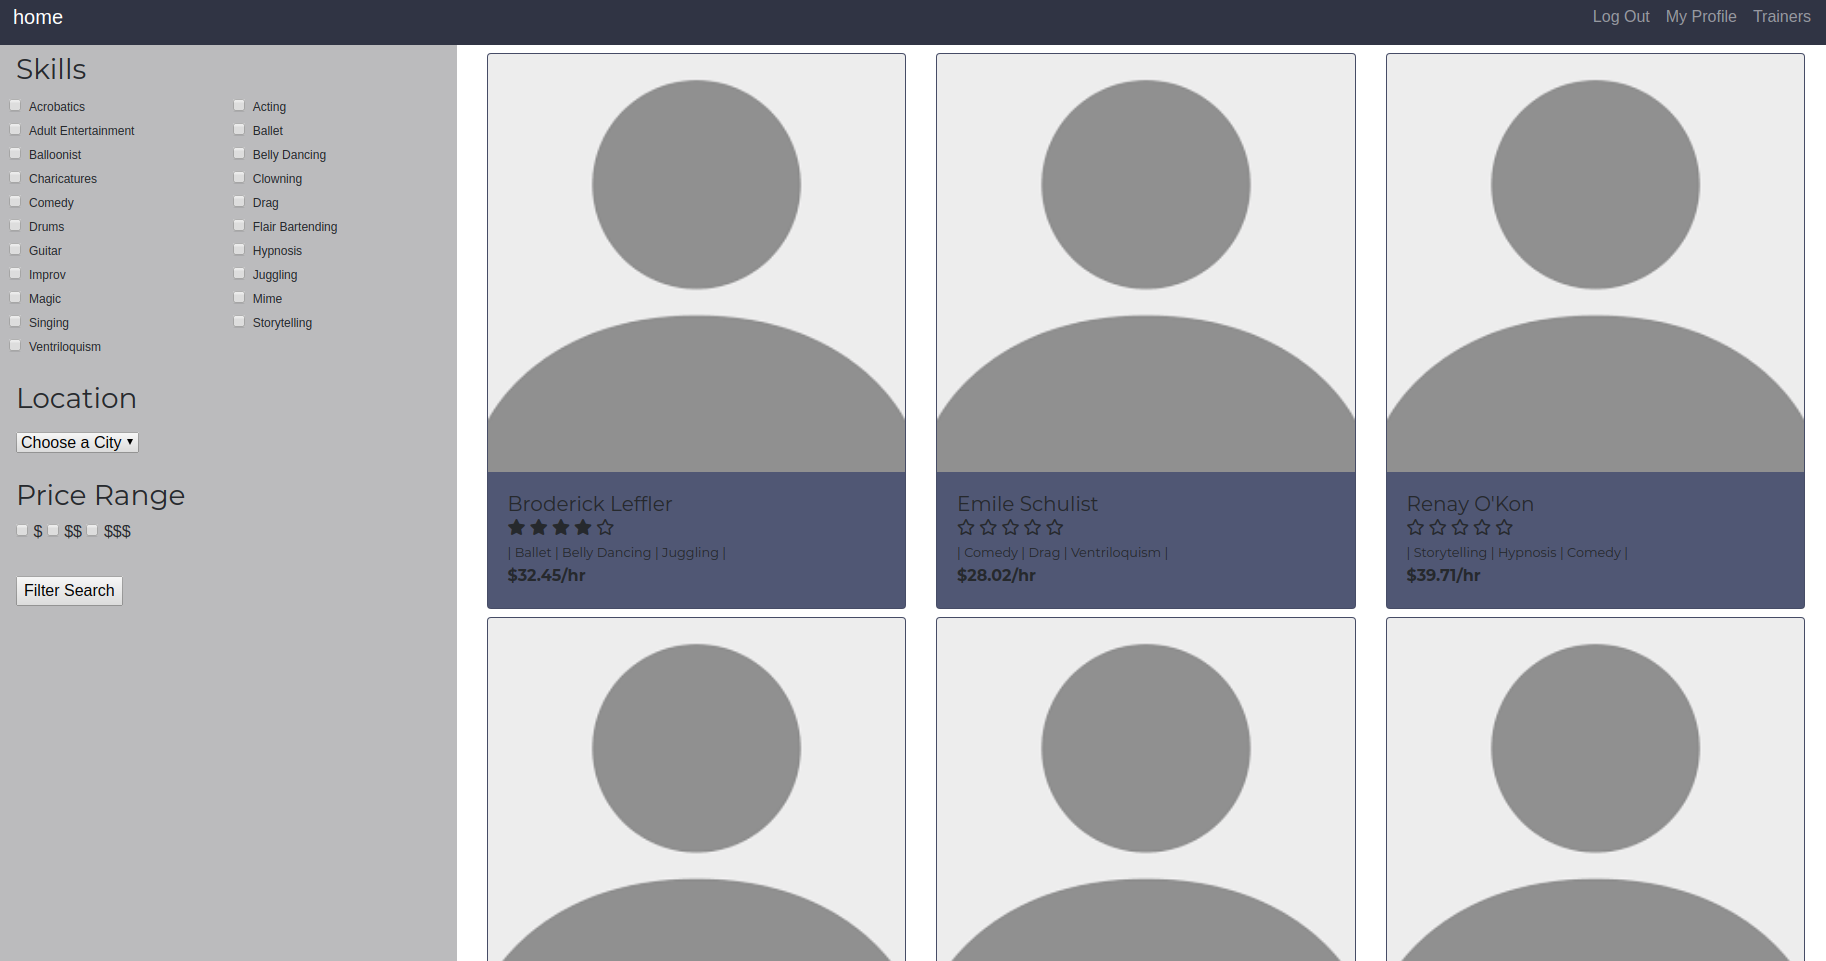 home
Log Out My Profile Trainers
Skills
Acrobatics Acting
Adult Entertainment Ballet
Balloonist Belly Dancing
Charicatures Clowning
Comedy Drag
Drums Flair Bartending
Guitar Hypnosis
Improv Juggling
Magic Mime
Singing Storytelling
Ventriloquism
Location
Choose a City
Price Range
$ $$ $$$
Filter Search
Broderick Leffler
| Ballet | Belly Dancing | Juggling |
$32.45/hr
Emile Schulist
| Comedy | Drag | Ventriloquism |
$28.02/hr
Renay O'Kon
| Storytelling | Hypnosis | Comedy |
$39.71/hr